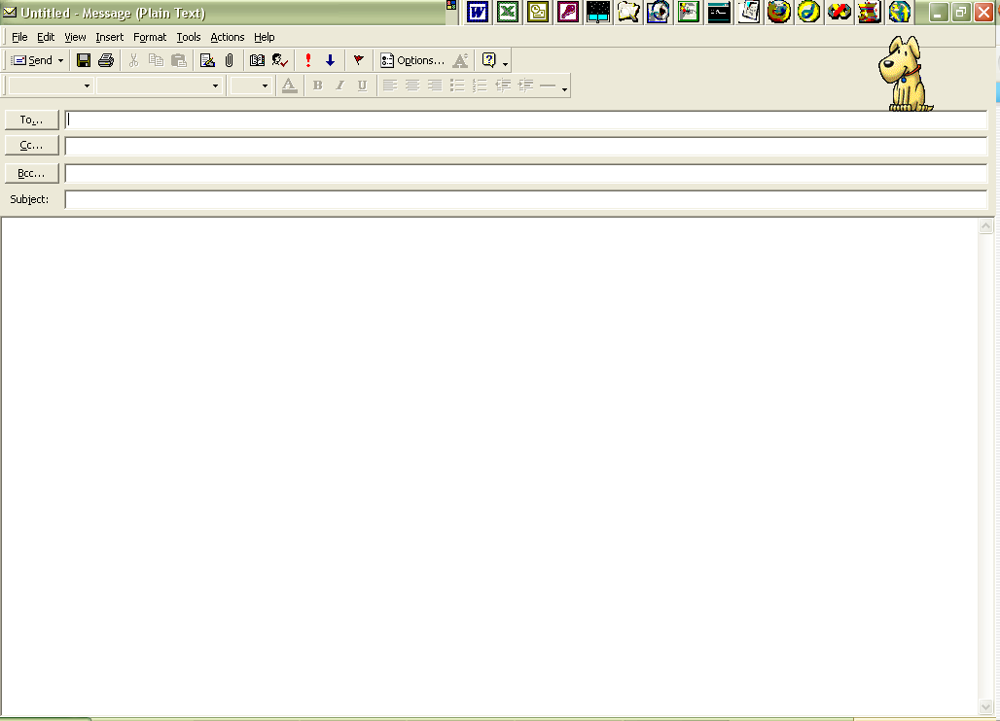 Untitled - Message (Plain Text)
File Edit View Insert Format Tools Actions Help
Send Options...
A B I U
To...
Cc...
Bcc...
Subject: